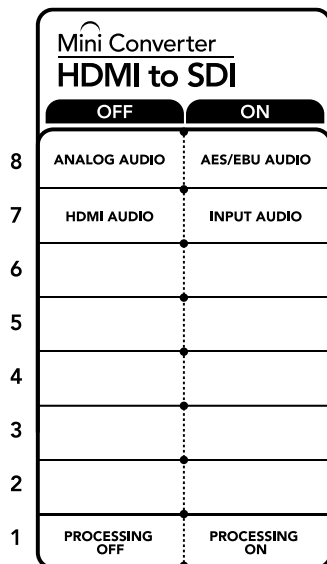 Mini Converter
HDMI to SDI
OFF ON
8 ANALOG AUDIO AES/EBU AUDIO
7 HDMI AUDIO INPUT AUDIO
6
5
4
3
2
1 PROCESSING OFF PROCESSING ON